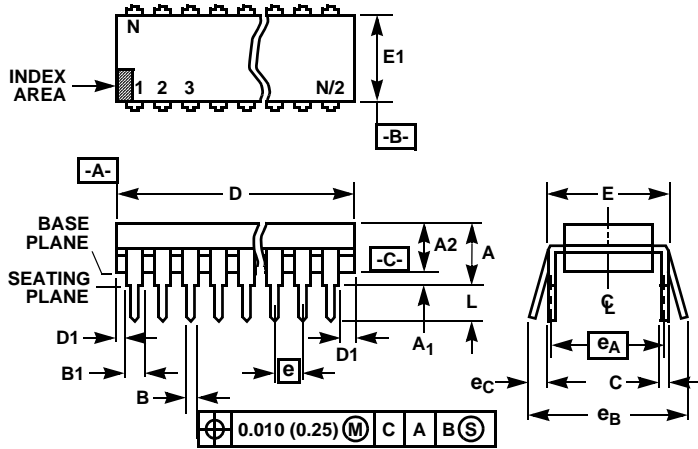 N
E1
INDEX
AREA
1 2 3 N/2
-B-
-A-
D
E
BASE
PLANE
A2
A
-C-
SEATING
PLANE
L
℄
D1
A1
D1
e
eA
B1
eC
C
B
eB
⌖ 0.010 (0.25) Ⓜ C A B Ⓢ